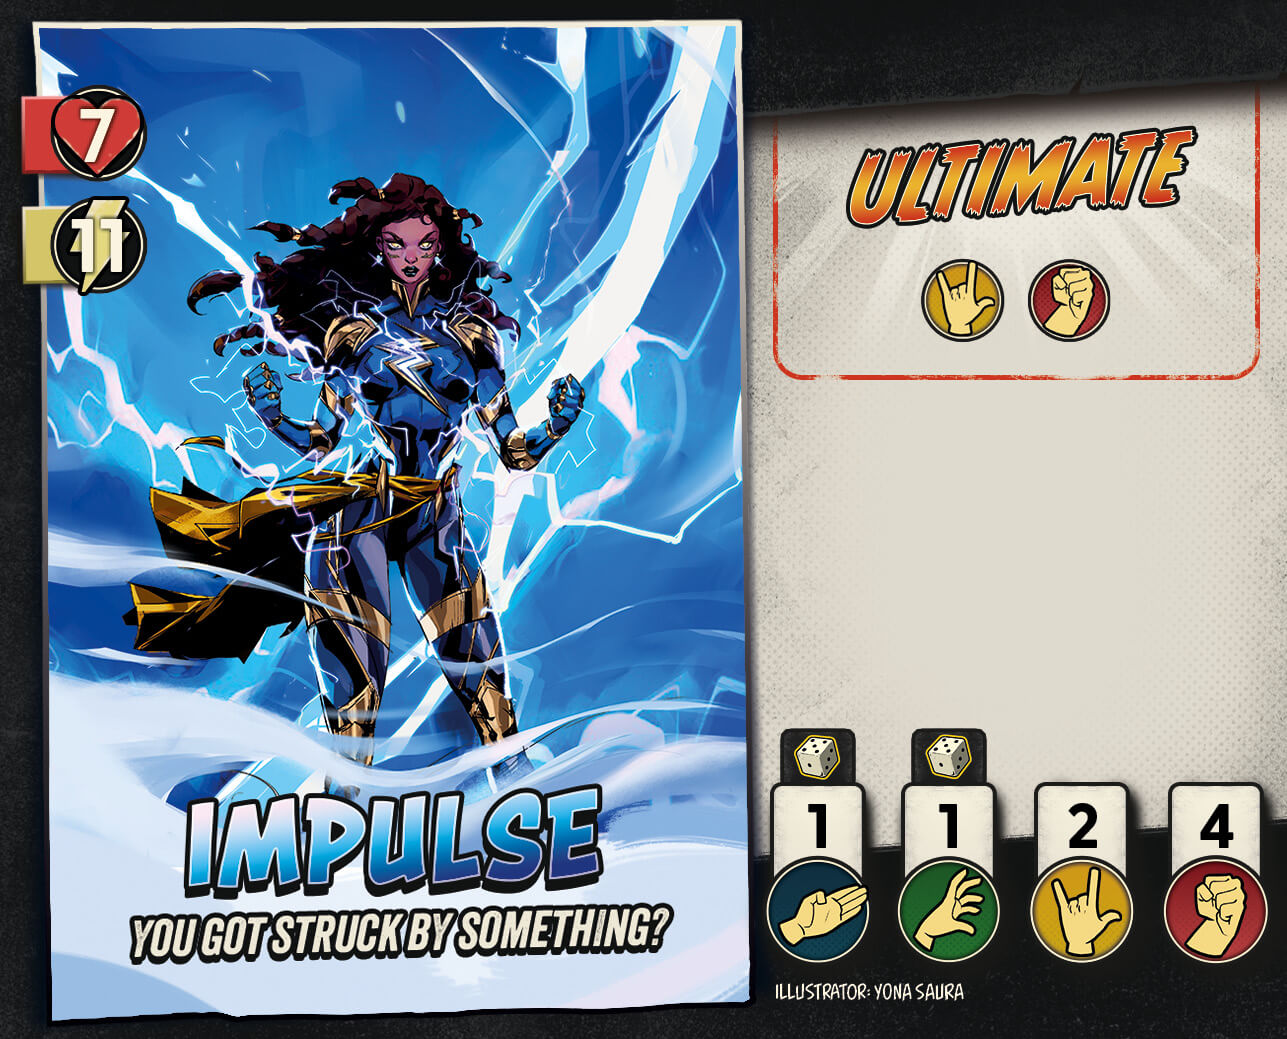 7
11
IMPULSE
YOU GOT STRUCK BY SOMETHING?
ULTIMATE
1 1 2 4
ILLUSTRATOR: YONA SAURA